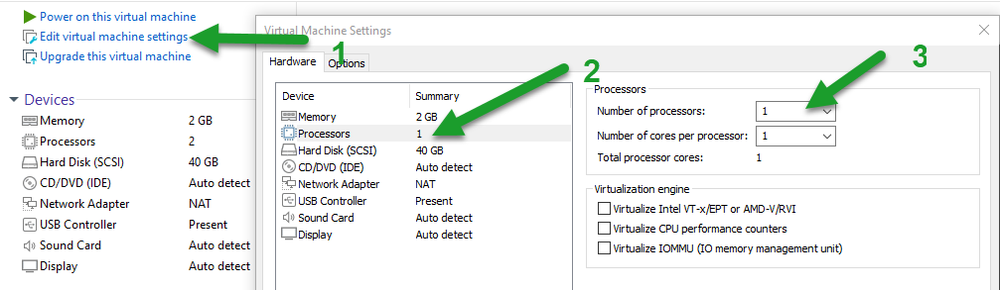 Power on this virtual machine
Edit virtual machine settings
Upgrade this virtual machine
1
Devices
Memory 2 GB
Processors 2
Hard Disk (SCSI) 40 GB
CD/DVD (IDE) Auto detect
Network Adapter NAT
USB Controller Present
Sound Card Auto detect
Display Auto detect
Virtual Machine Settings
Hardware Options
2
3
Device Summary
Memory 2 GB
Processors 1
Hard Disk (SCSI) 40 GB
CD/DVD (IDE) Auto detect
Network Adapter NAT
USB Controller Present
Sound Card Auto detect
Display Auto detect
Processors
Number of processors: 1
Number of cores per processor: 1
Total processor cores: 1
Virtualization engine
Virtualize Intel VT-x/EPT or AMD-V/RVI
Virtualize CPU performance counters
Virtualize IOMMU (IO memory management unit)